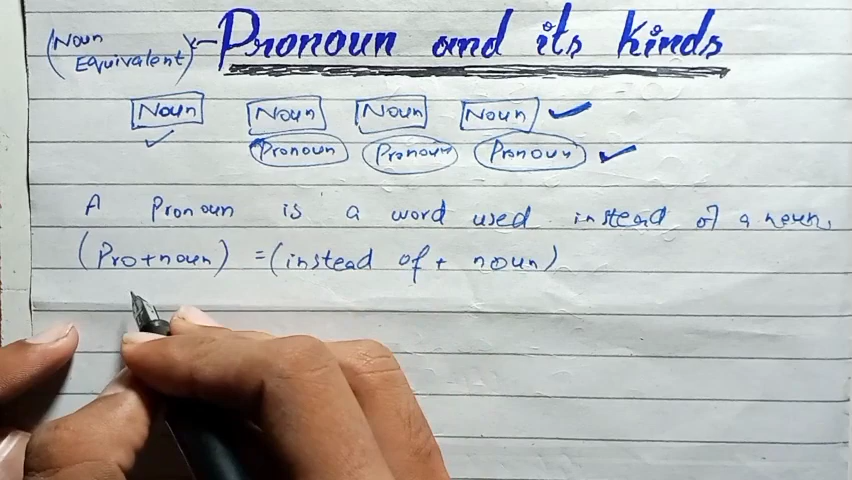 (Noun Equivalent) Pronoun and its Kinds
Noun Noun Noun Noun
Pronoun Pronoun Pronoun
A Pronoun is a word used instead of a noun.
(Pro+noun) = (instead of + noun)